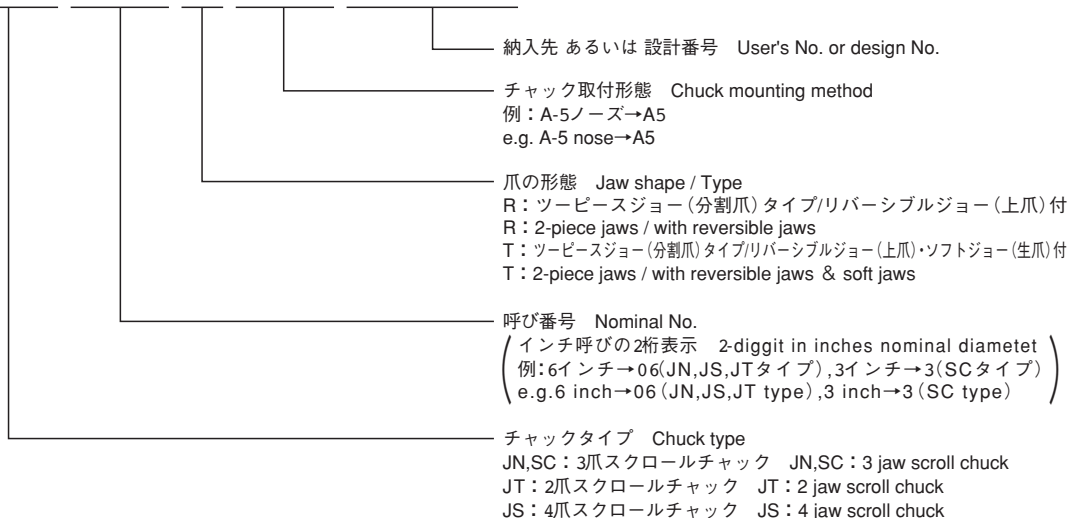 納入先 あるいは 設計番号　User's No. or design No.
チャック取付形態　Chuck mounting method
例：A-5ノーズ→A5
e.g. A-5 nose→A5
爪の形態　Jaw shape / Type
R：ツーピースジョー（分割爪）タイプ/リバーシブルジョー（上爪）付
R：2-piece jaws / with reversible jaws
T：ツーピースジョー（分割爪）タイプ/リバーシブルジョー（上爪）・ソフトジョー（生爪）付
T：2-piece jaws / with reversible jaws ＆ soft jaws
呼び番号　Nominal No.
インチ呼びの2桁表示　2-diggit in inches nominal diametet
例：6インチ→06（JN,JS,JTタイプ）,3インチ→3（SCタイプ）
e.g.6 inch→06（JN,JS,JT type）,3 inch→3（SC type）
チャックタイプ　Chuck type
JN,SC：3爪スクロールチャック　JN,SC：3 jaw scroll chuck
JT：2爪スクロールチャック　JT：2 jaw scroll chuck
JS：4爪スクロールチャック　JS：4 jaw scroll chuck